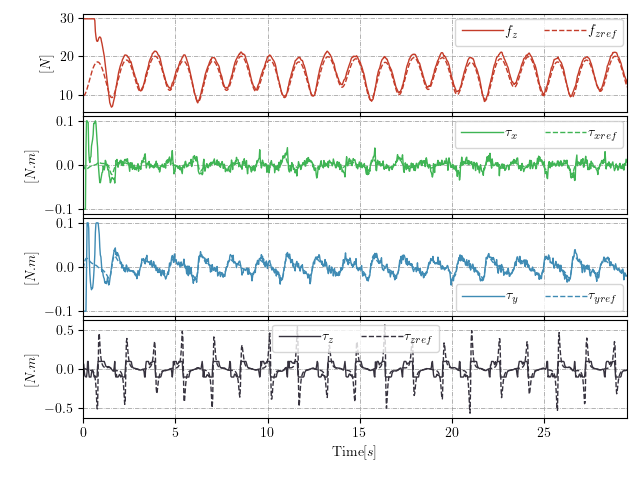 30
20
10
[N]
f_z f_zref
0.1
0.0
−0.1
[N.m]
τ_x τ_xref
0.1
0.0
−0.1
[N.m]
τ_y τ_yref
0.5
0.0
−0.5
[N.m]
τ_z τ_zref
0 5 10 15 20 25
Time[s]